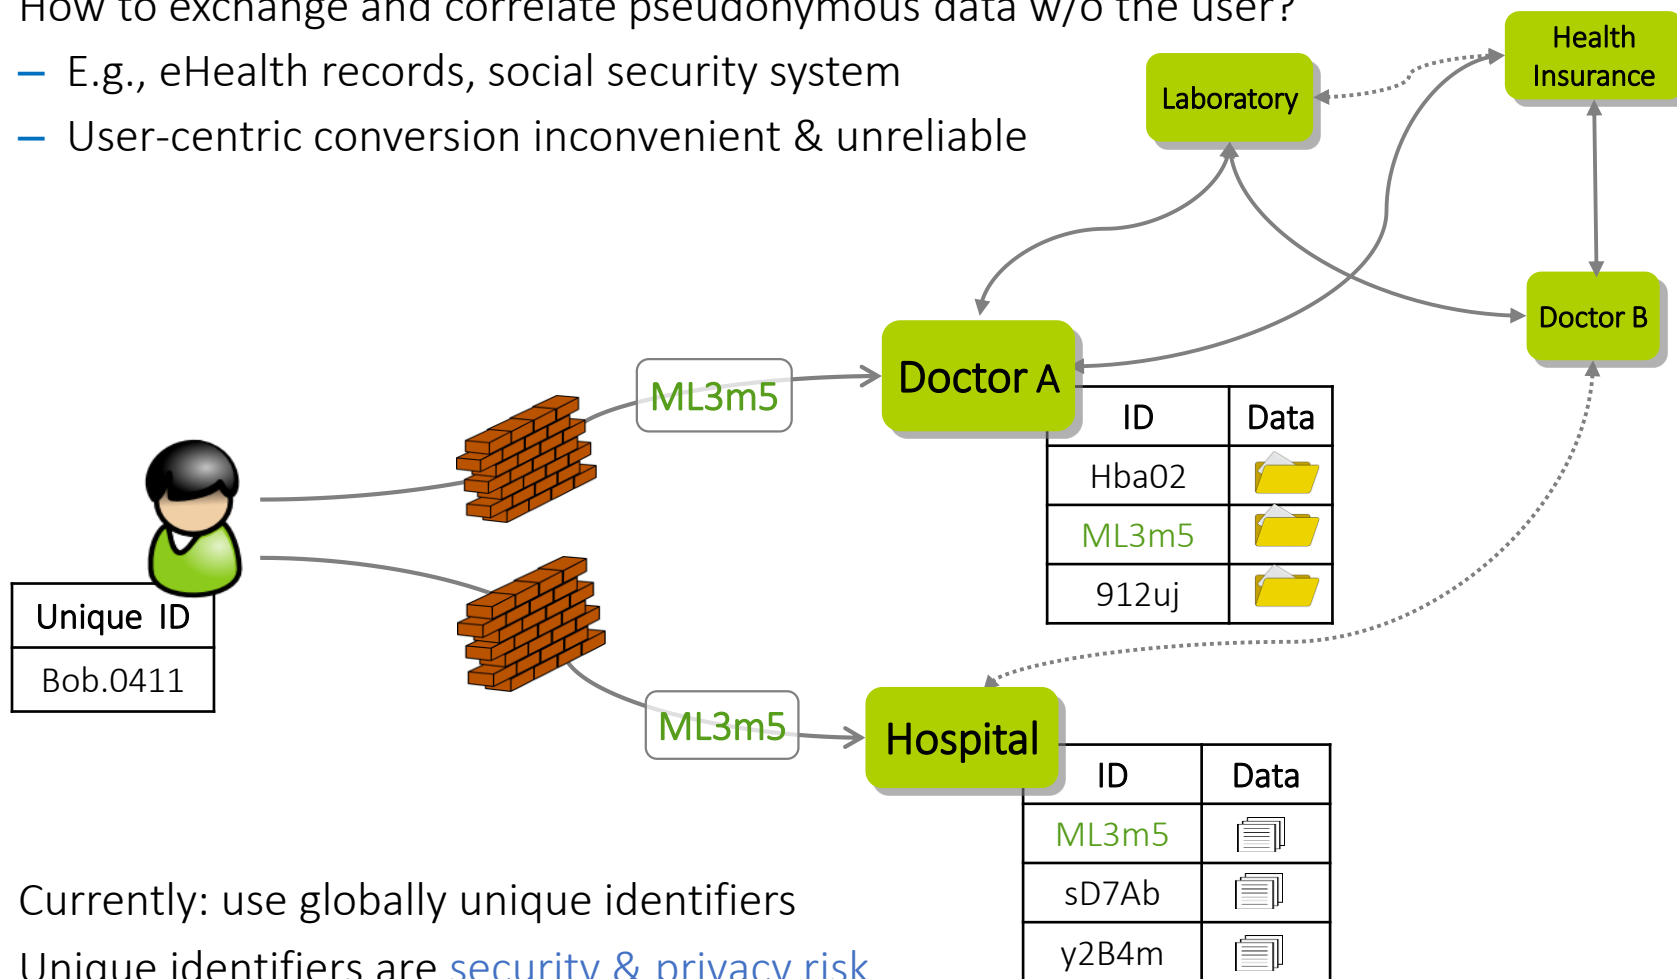 How to exchange and correlate pseudonymous data w/o the user?
– E.g., eHealth records, social security system
– User-centric conversion inconvenient & unreliable
Health
Insurance
Laboratory
Doctor B
Doctor A
ML3m5
ID Data
Hba02
ML3m5
912uj
Unique ID
Bob.0411
ML3m5
Hospital
ID Data
ML3m5
sD7Ab
y2B4m
Currently: use globally unique identifiers
Unique identifiers are security & privacy risk